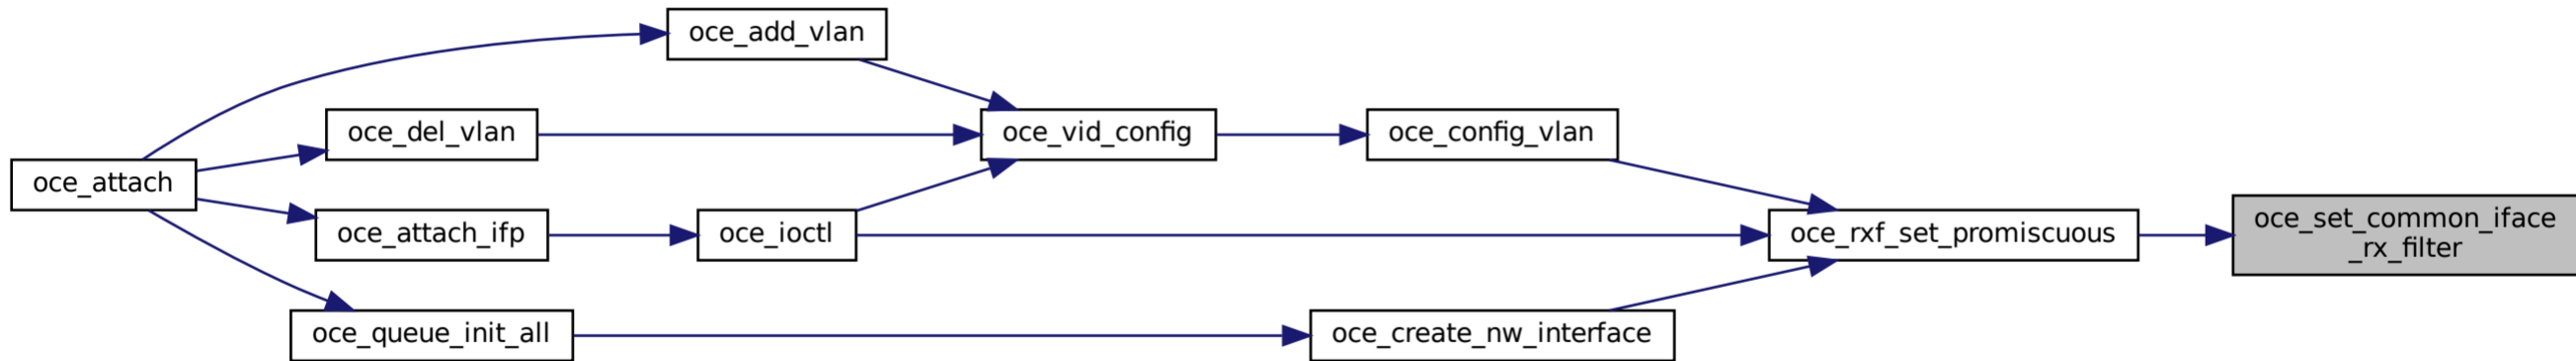 oce_add_vlan
oce_del_vlan
oce_vid_config
oce_config_vlan
oce_attach
oce_attach_ifp
oce_ioctl
oce_rxf_set_promiscuous
oce_set_common_iface
_rx_filter
oce_queue_init_all
oce_create_nw_interface